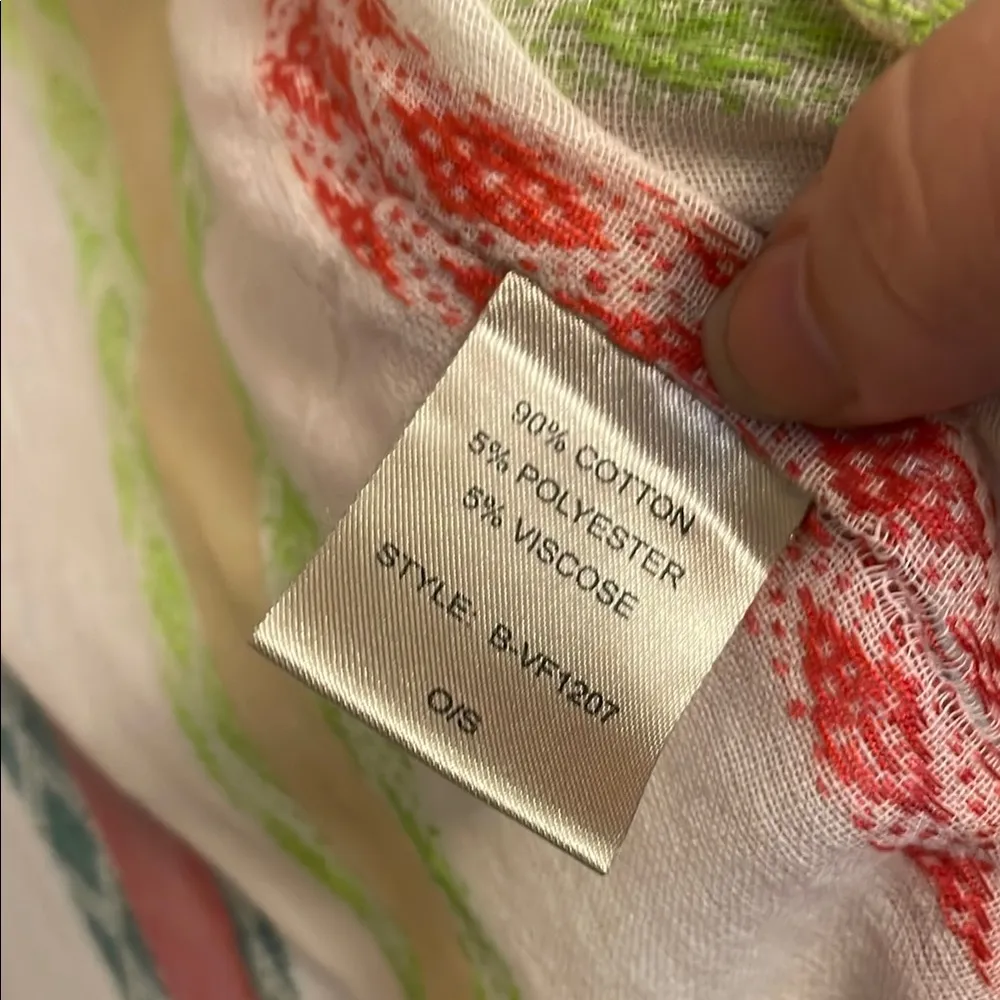 90% COTTON
5% POLYESTER
5% VISCOSE
STYLE: B-VF1207
O/S